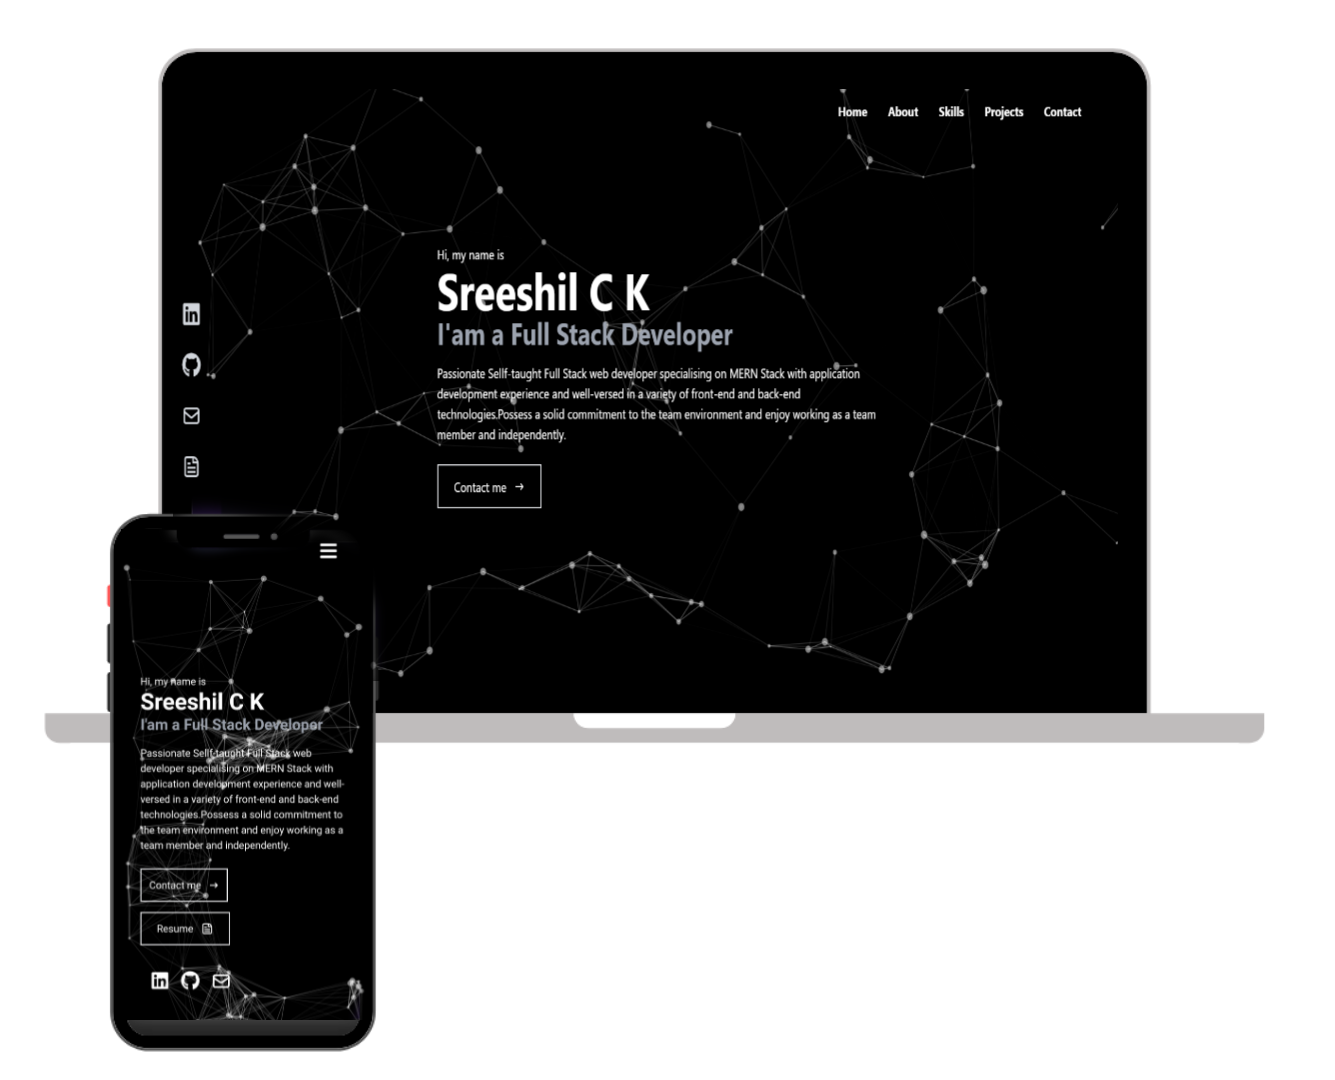 Home About Skills Projects Contact
Hi, my name is
Sreeshil C K
I'am a Full Stack Developer
Passionate Sellf-taught Full Stack web developer specialising on MERN Stack with application
development experience and well-versed in a variety of front-end and back-end
technologies.Possess a solid commitment to the team environment and enjoy working as a team
member and independently.
Contact me →
in
Hi, my name is
Sreeshil C K
I'am a Full Stack Developer
Passionate Sellf-taught Full Stack web
developer specialising on MERN Stack with
application development experience and well-
versed in a variety of front-end and back-end
technologies.Possess a solid commitment to
the team environment and enjoy working as a
team member and independently.
Contact me →
Resume
in